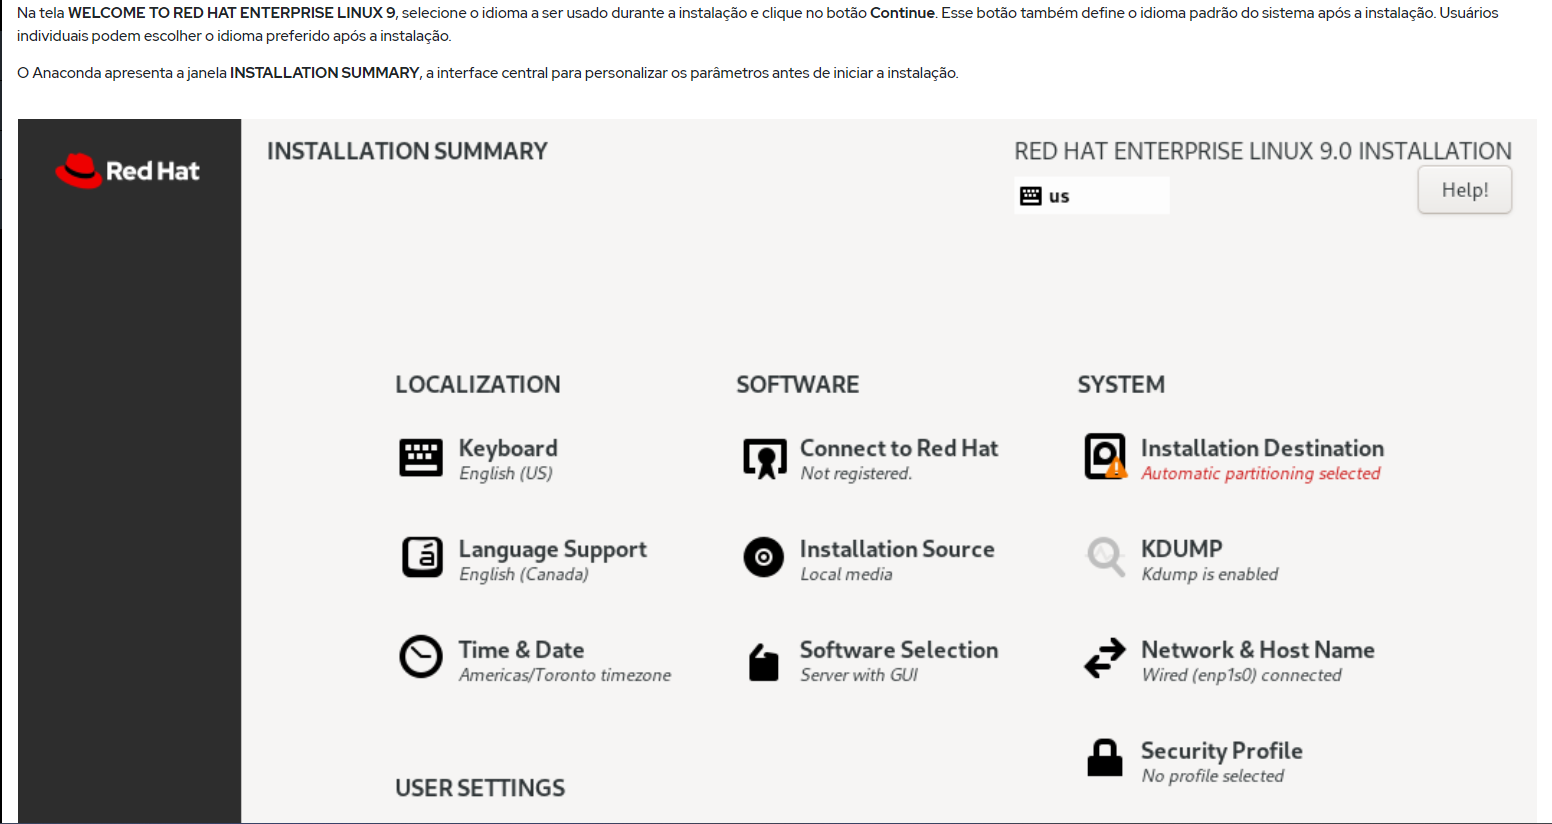 Na tela WELCOME TO RED HAT ENTERPRISE LINUX 9, selecione o idioma a ser usado durante a instalação e clique no botão Continue. Esse botão também define o idioma padrão do sistema após a instalação. Usuários
individuais podem escolher o idioma preferido após a instalação.
O Anaconda apresenta a janela INSTALLATION SUMMARY, a interface central para personalizar os parâmetros antes de iniciar a instalação.
Red Hat
INSTALLATION SUMMARY
RED HAT ENTERPRISE LINUX 9.0 INSTALLATION
us
Help!
LOCALIZATION
Keyboard
English (US)
Language Support
English (Canada)
Time & Date
Americas/Toronto timezone
SOFTWARE
Connect to Red Hat
Not registered.
Installation Source
Local media
Software Selection
Server with GUI
SYSTEM
Installation Destination
Automatic partitioning selected
KDUMP
Kdump is enabled
Network & Host Name
Wired (enp1s0) connected
Security Profile
No profile selected
USER SETTINGS